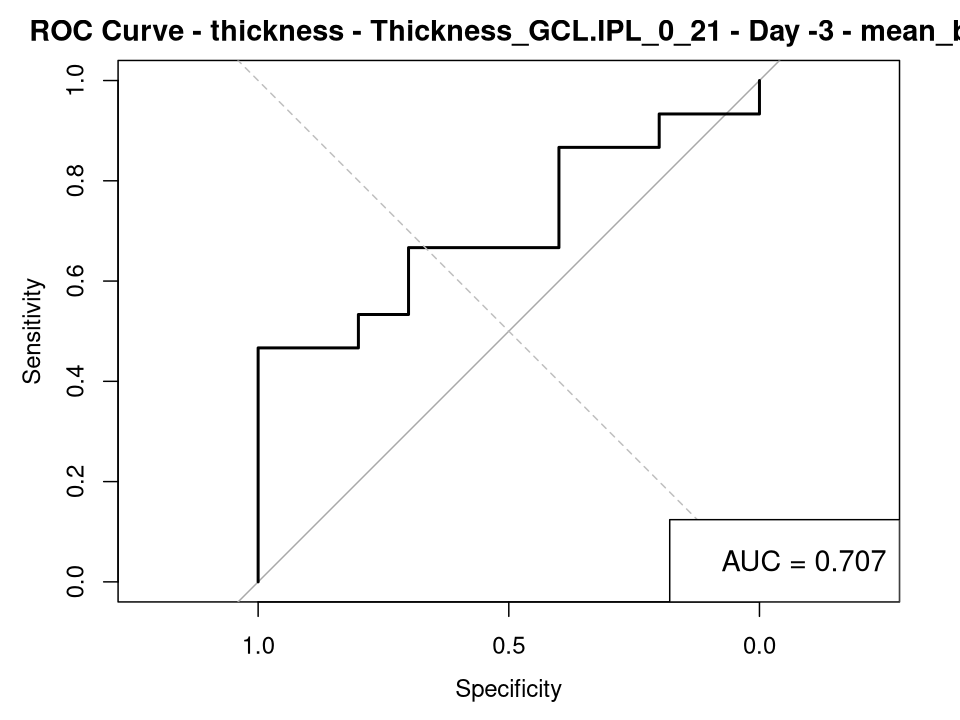 ROC Curve - thickness - Thickness_GCL.IPL_0_21 - Day -3 - mean_b
1.0
0.8
0.6
0.4
0.2
0.0
Sensitivity
AUC = 0.707
1.0 0.5 0.0
Specificity